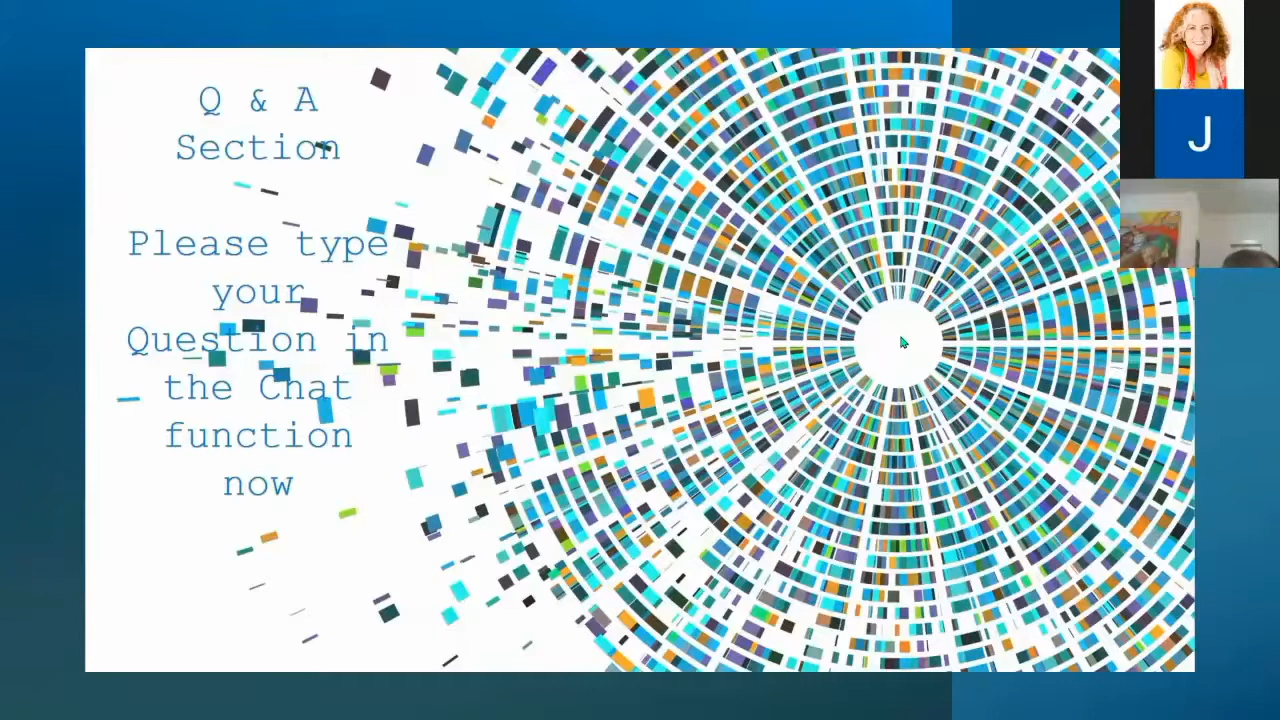 Q & A
Section
Please type
your
Question in
the Chat
function
now
J